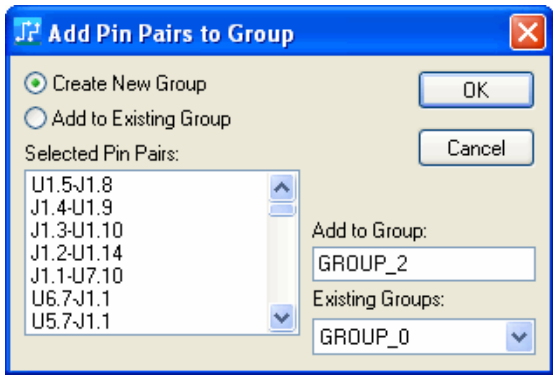 Add Pin Pairs to Group
Create New Group
Add to Existing Group
OK
Cancel
Selected Pin Pairs:
U1.5-J1.8
J1.4-U1.9
J1.3-U1.10
J1.2-U1.14
J1.1-U7.10
U6.7-J1.1
U5.7-J1.1
Add to Group:
GROUP_2
Existing Groups:
GROUP_0